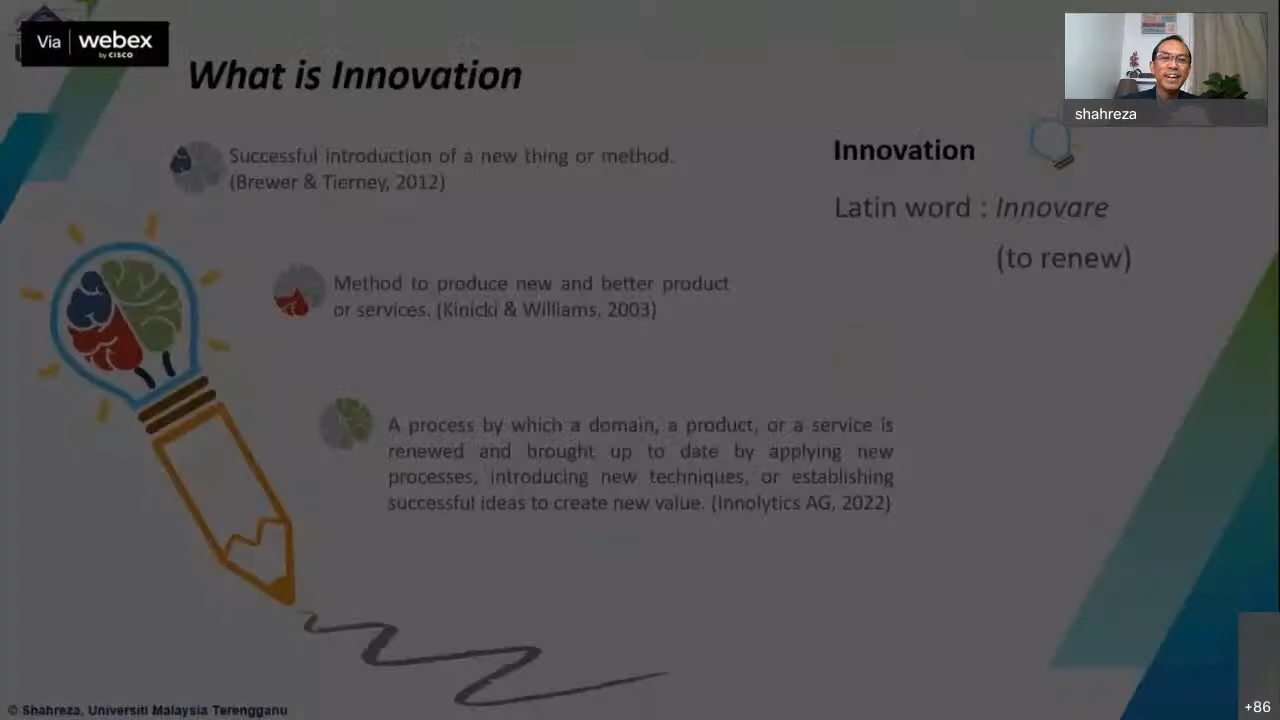 Via webex
by CISCO
What is Innovation
shahreza
Successful introduction of a new thing or method.
(Brewer & Tierney, 2012)
Method to produce new and better product
or services. (Kinicki & Williams, 2003)
A process by which a domain, a product, or a service is
renewed and brought up to date by applying new
processes, introducing new techniques, or establishing
successful ideas to create new value. (Innolytics AG, 2022)
Innovation
Latin word : Innovare
(to renew)
© Shahreza, Universiti Malaysia Terengganu
+86